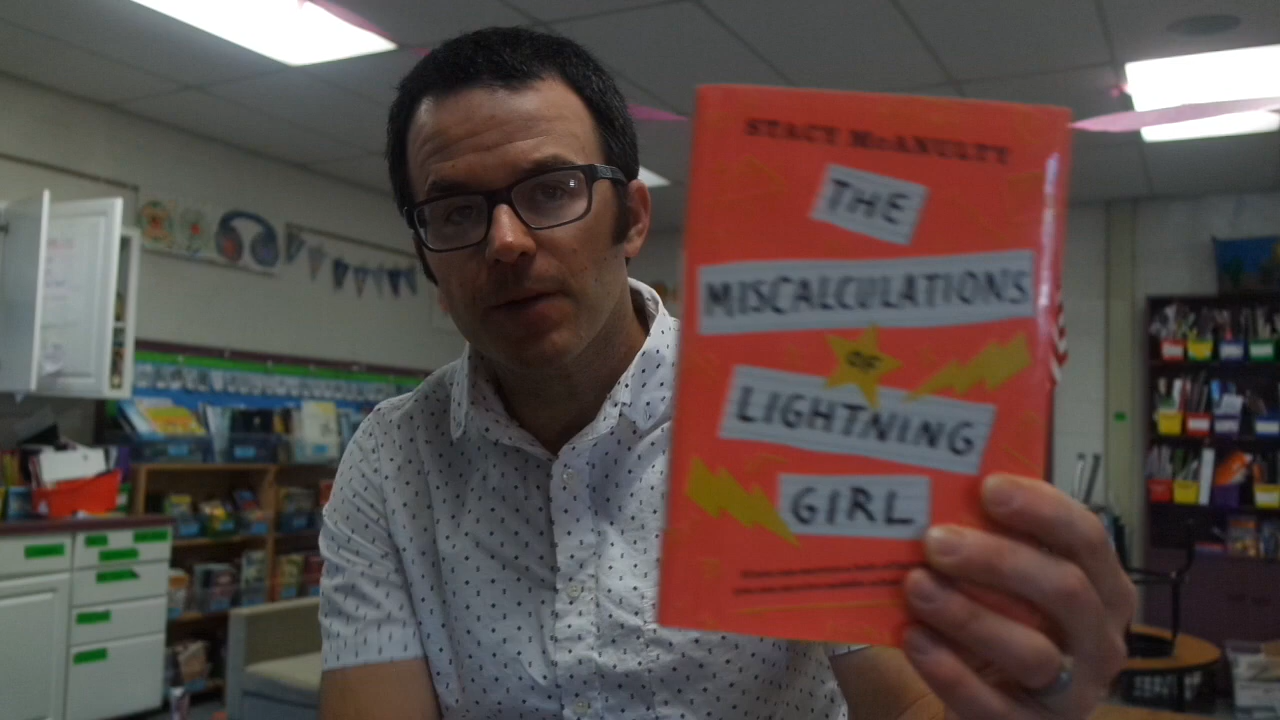 STACY McANULTY
THE
MISCALCULATIONS
OF
LIGHTNING
GIRL